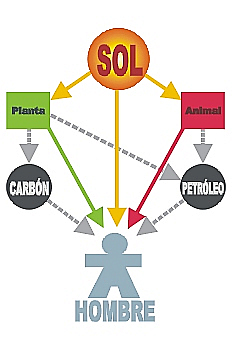 SOL
Planta
Animal
CARBÓN
PETRÓLEO
HOMBRE